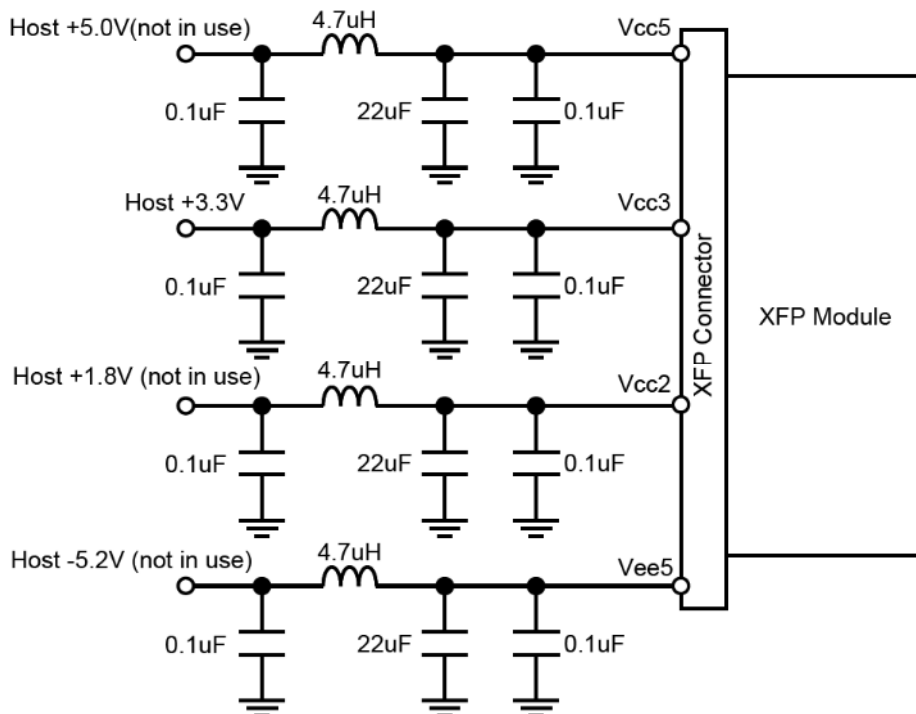 Host +5.0V(not in use)
4.7uH
Vcc5
0.1uF
22uF
0.1uF
Host +3.3V
4.7uH
Vcc3
0.1uF
22uF
0.1uF
Host +1.8V (not in use)
4.7uH
Vcc2
0.1uF
22uF
0.1uF
Host -5.2V (not in use)
4.7uH
Vee5
0.1uF
22uF
0.1uF
XFP Connector
XFP Module